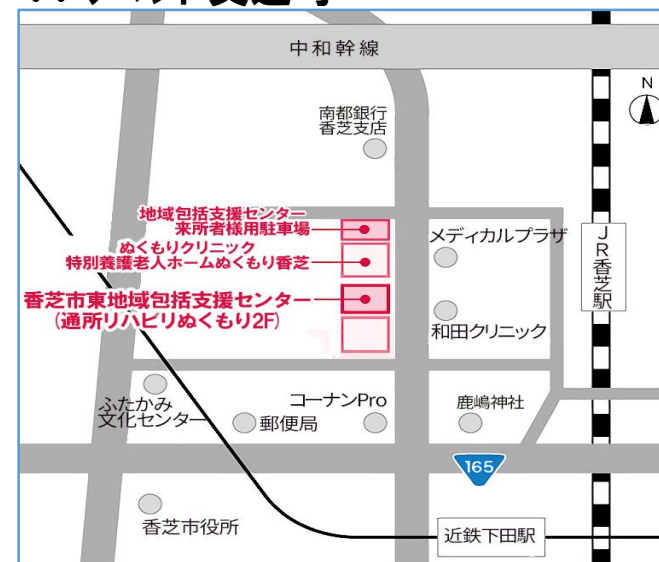 中和幹線
N
南都銀行
香芝支店
地域包括支援センター
来所者様用駐車場
ぬくもりクリニック
特別養護老人ホームぬくもり香芝
メディカルプラザ
JR香芝駅
香芝市東地域包括支援センター
(通所リハビリぬくもり2F)
和田クリニック
ふたかみ
文化センター
コーナンPro
郵便局
鹿嶋神社
165
香芝市役所
近鉄下田駅